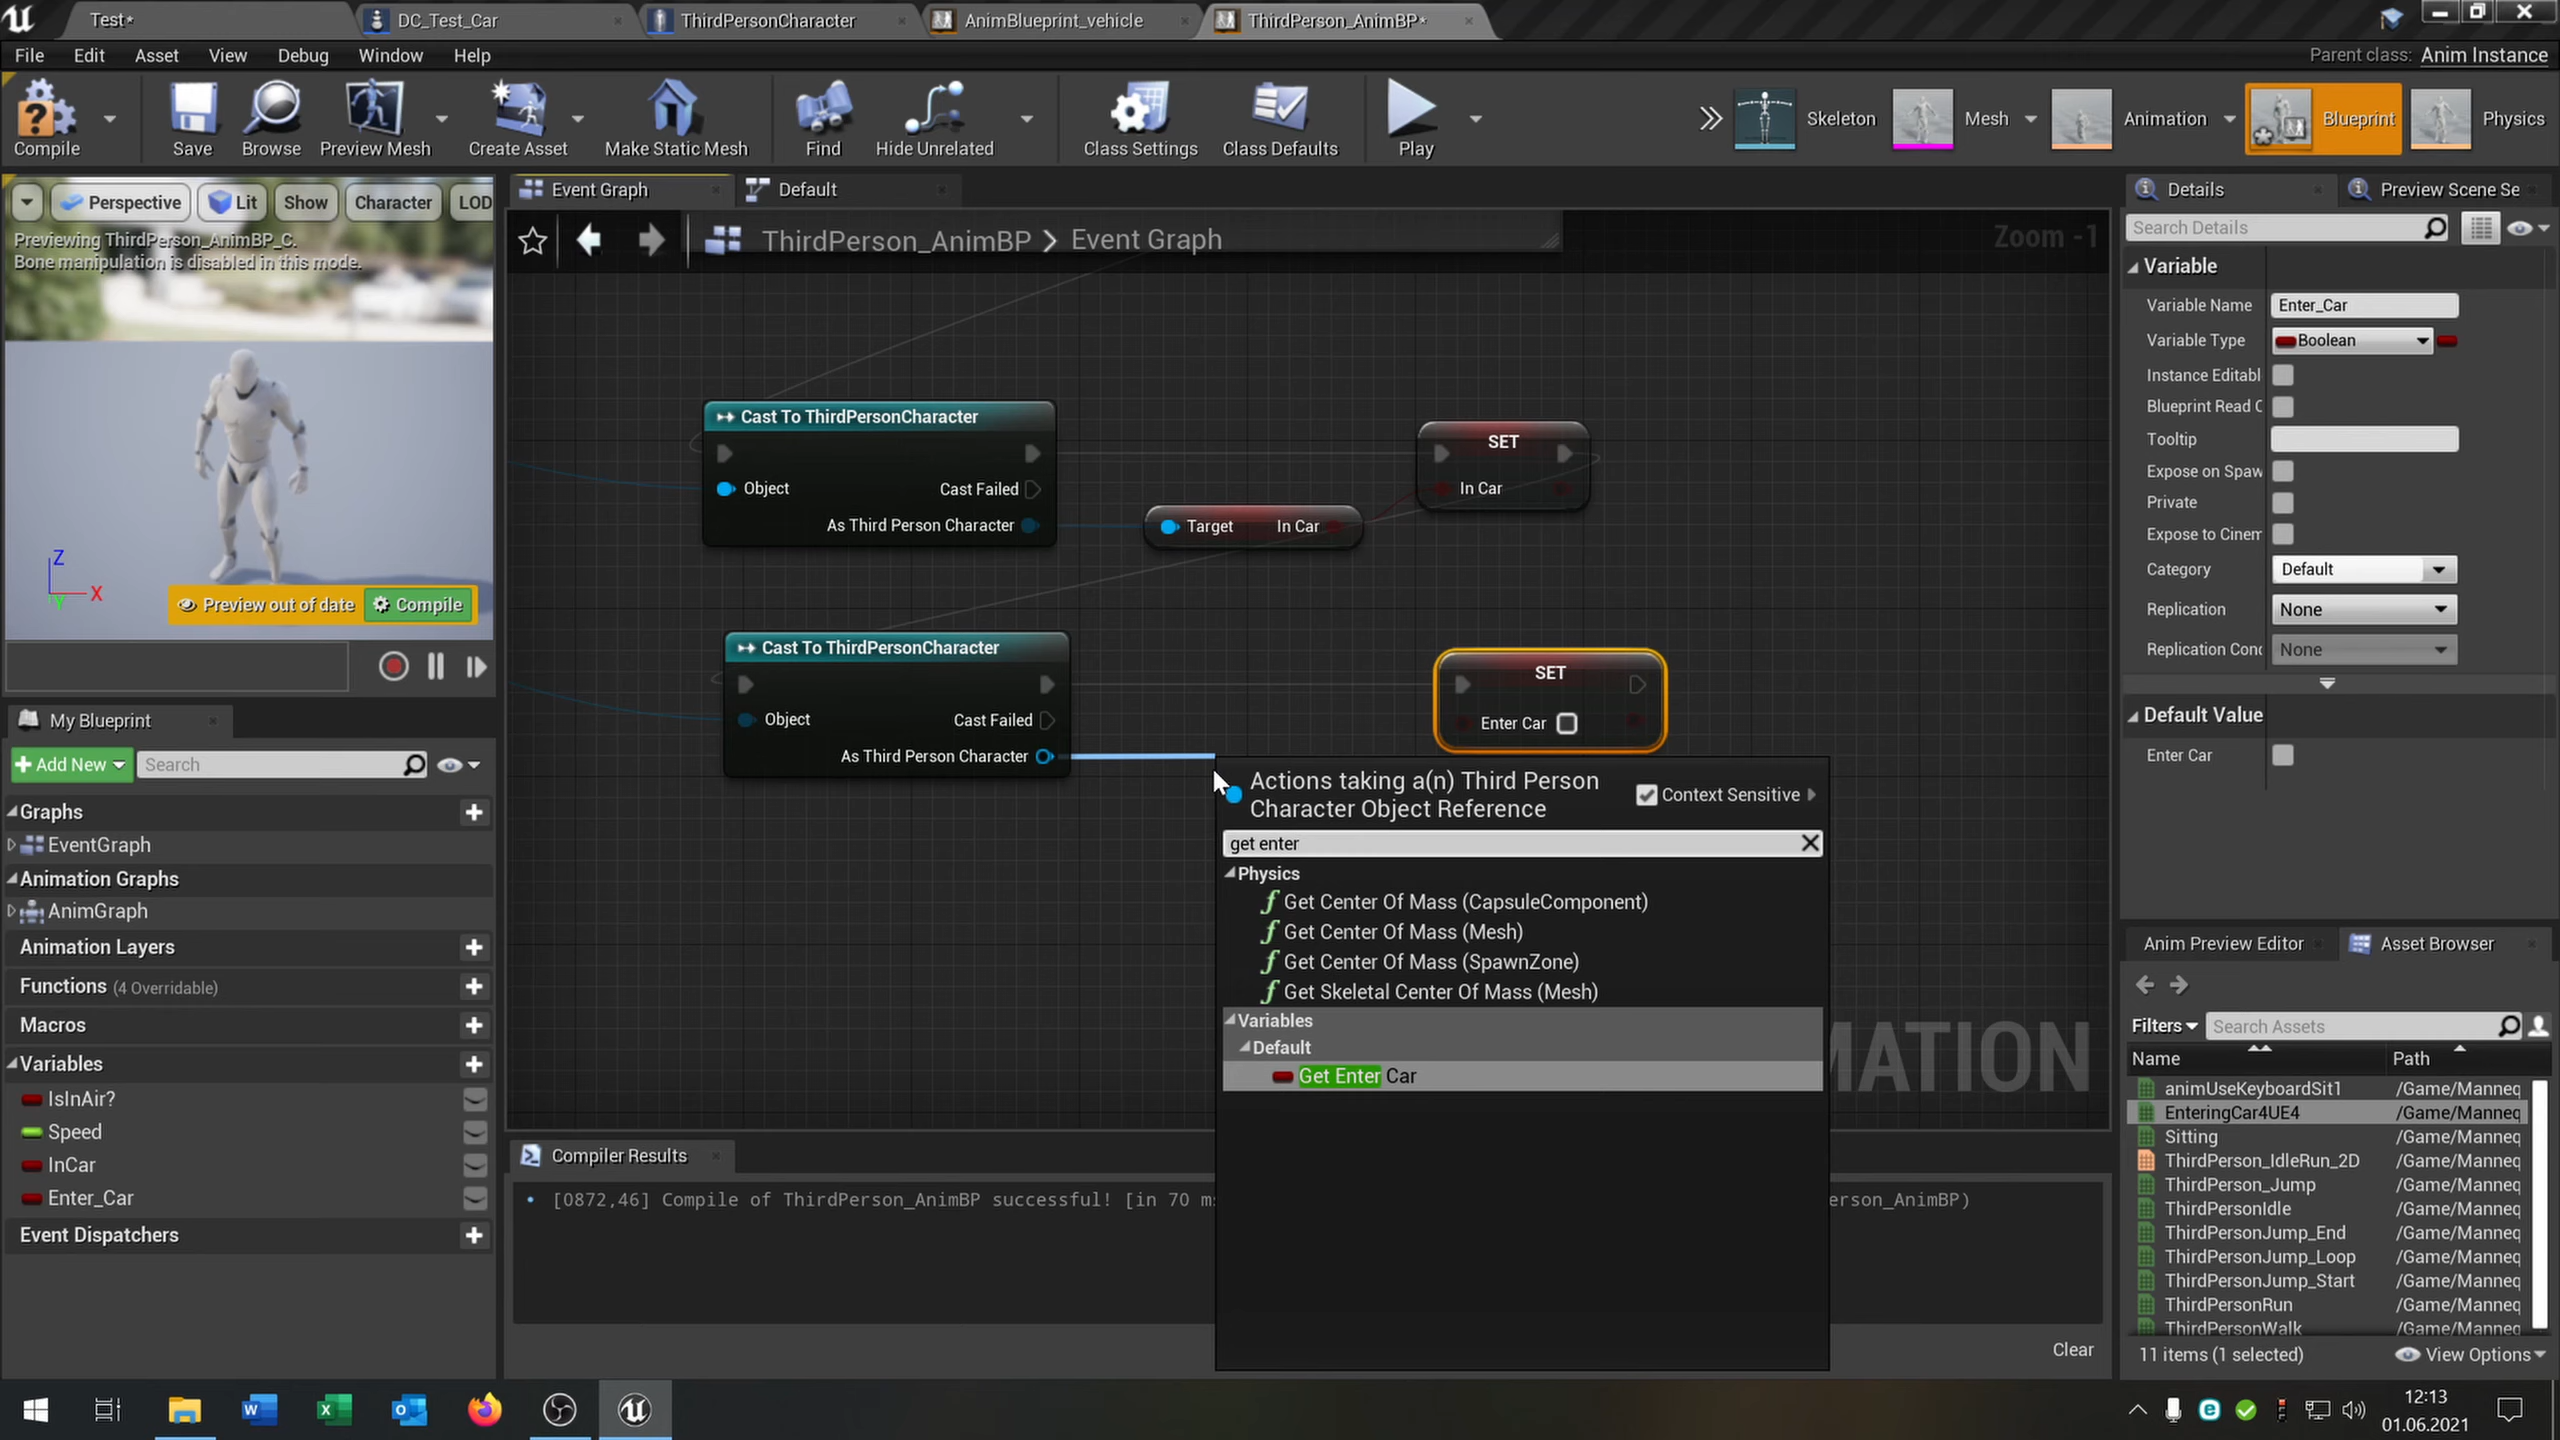 Test*
DC_Test_Car
ThirdPersonCharacter
AnimBlueprint_vehicle
ThirdPerson_AnimBP*
File Edit Asset View Debug Window Help
Parent class: Anim Instance
Compile
Save
Browse
Preview Mesh
Create Asset
Make Static Mesh
Find
Hide Unrelated
Class Settings
Class Defaults
Play
Skeleton
Mesh
Animation
Blueprint
Physics
Perspective
Lit
Show
Character
LOD
Previewing ThirdPerson_AnimBP_C.
Bone manipulation is disabled in this mode.
Z
X
Y
Preview out of date
Compile
My Blueprint
Add New
Search
Graphs
EventGraph
Animation Graphs
AnimGraph
Animation Layers
Functions (4 Overridable)
Macros
Variables
IsInAir?
Speed
InCar
Enter_Car
Event Dispatchers
Event Graph
Default
ThirdPerson_AnimBP > Event Graph
Zoom -1
Cast To ThirdPersonCharacter
Object
Cast Failed
As Third Person Character
Target In Car
SET
In Car
Cast To ThirdPersonCharacter
Object
Cast Failed
As Third Person Character
SET
Enter Car
Actions taking a(n) Third Person
Character Object Reference
Context Sensitive
get enter
Physics
Get Center Of Mass (CapsuleComponent)
Get Center Of Mass (Mesh)
Get Center Of Mass (SpawnZone)
Get Skeletal Center Of Mass (Mesh)
Variables
Default
Get Enter Car
MATION
Compiler Results
[0872,46] Compile of ThirdPerson_AnimBP successful! [in 70 ms
erson_AnimBP)
Clear
Details
Preview Scene Se
Search Details
Variable
Variable Name Enter_Car
Variable Type Boolean
Instance Editabl
Blueprint Read C
Tooltip
Expose on Spaw
Private
Expose to Cinem
Category Default
Replication None
Replication Cond None
Default Value
Enter Car
Anim Preview Editor
Asset Browser
Filters
Search Assets
Name Path
animUseKeyboardSit1 /Game/Manneq
EnteringCar4UE4 /Game/Manneq
Sitting /Game/Manneq
ThirdPerson_IdleRun_2D /Game/Manneq
ThirdPerson_Jump /Game/Manneq
ThirdPersonIdle /Game/Manneq
ThirdPersonJump_End /Game/Manneq
ThirdPersonJump_Loop /Game/Manneq
ThirdPersonJump_Start /Game/Manneq
ThirdPersonRun /Game/Manneq
ThirdPersonWalk /Game/Manneq
11 items (1 selected)
View Options
12:13
01.06.2021